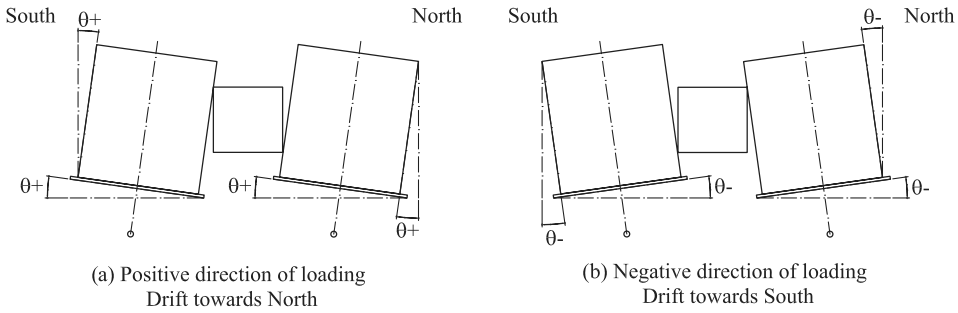 South
θ+
North
θ+
θ+
θ+
(a) Positive direction of loading
Drift towards North
South
θ-
North
θ-
θ-
θ-
(b) Negative direction of loading
Drift towards South